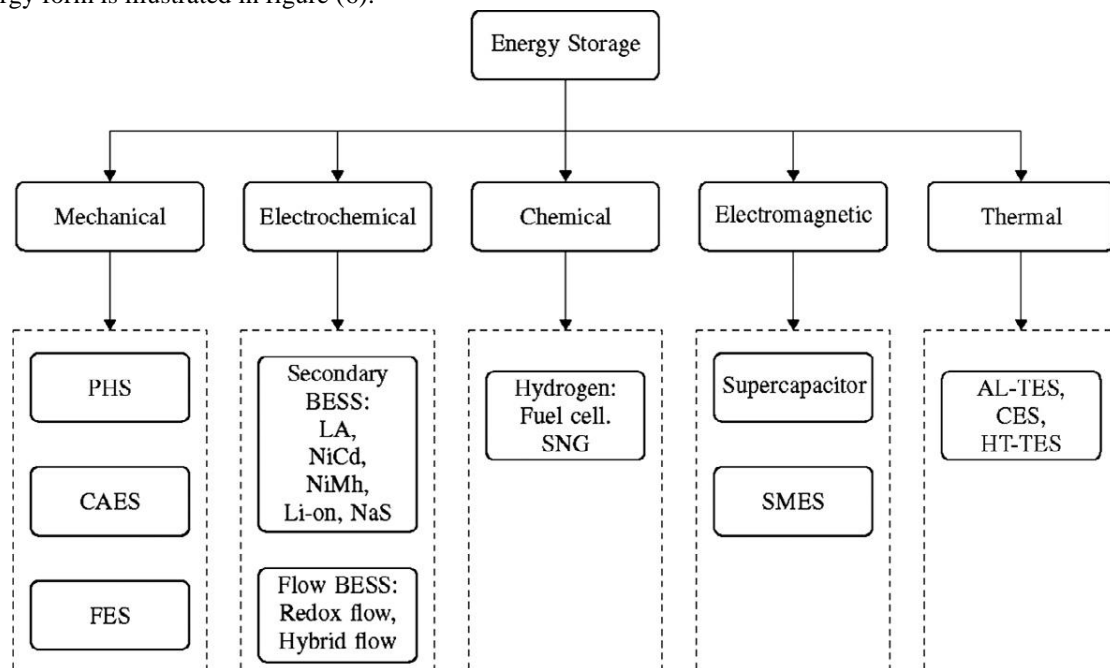 ergy form is illustrated in figure (6).
Energy Storage
Mechanical
Electrochemical
Chemical
Electromagnetic
Thermal
PHS
CAES
FES
Secondary
BESS:
LA,
NiCd,
NiMh,
Li-on, NaS
Flow BESS:
Redox flow,
Hybrid flow
Hydrogen:
Fuel cell.
SNG
Supercapacitor
SMES
AL-TES,
CES,
HT-TES